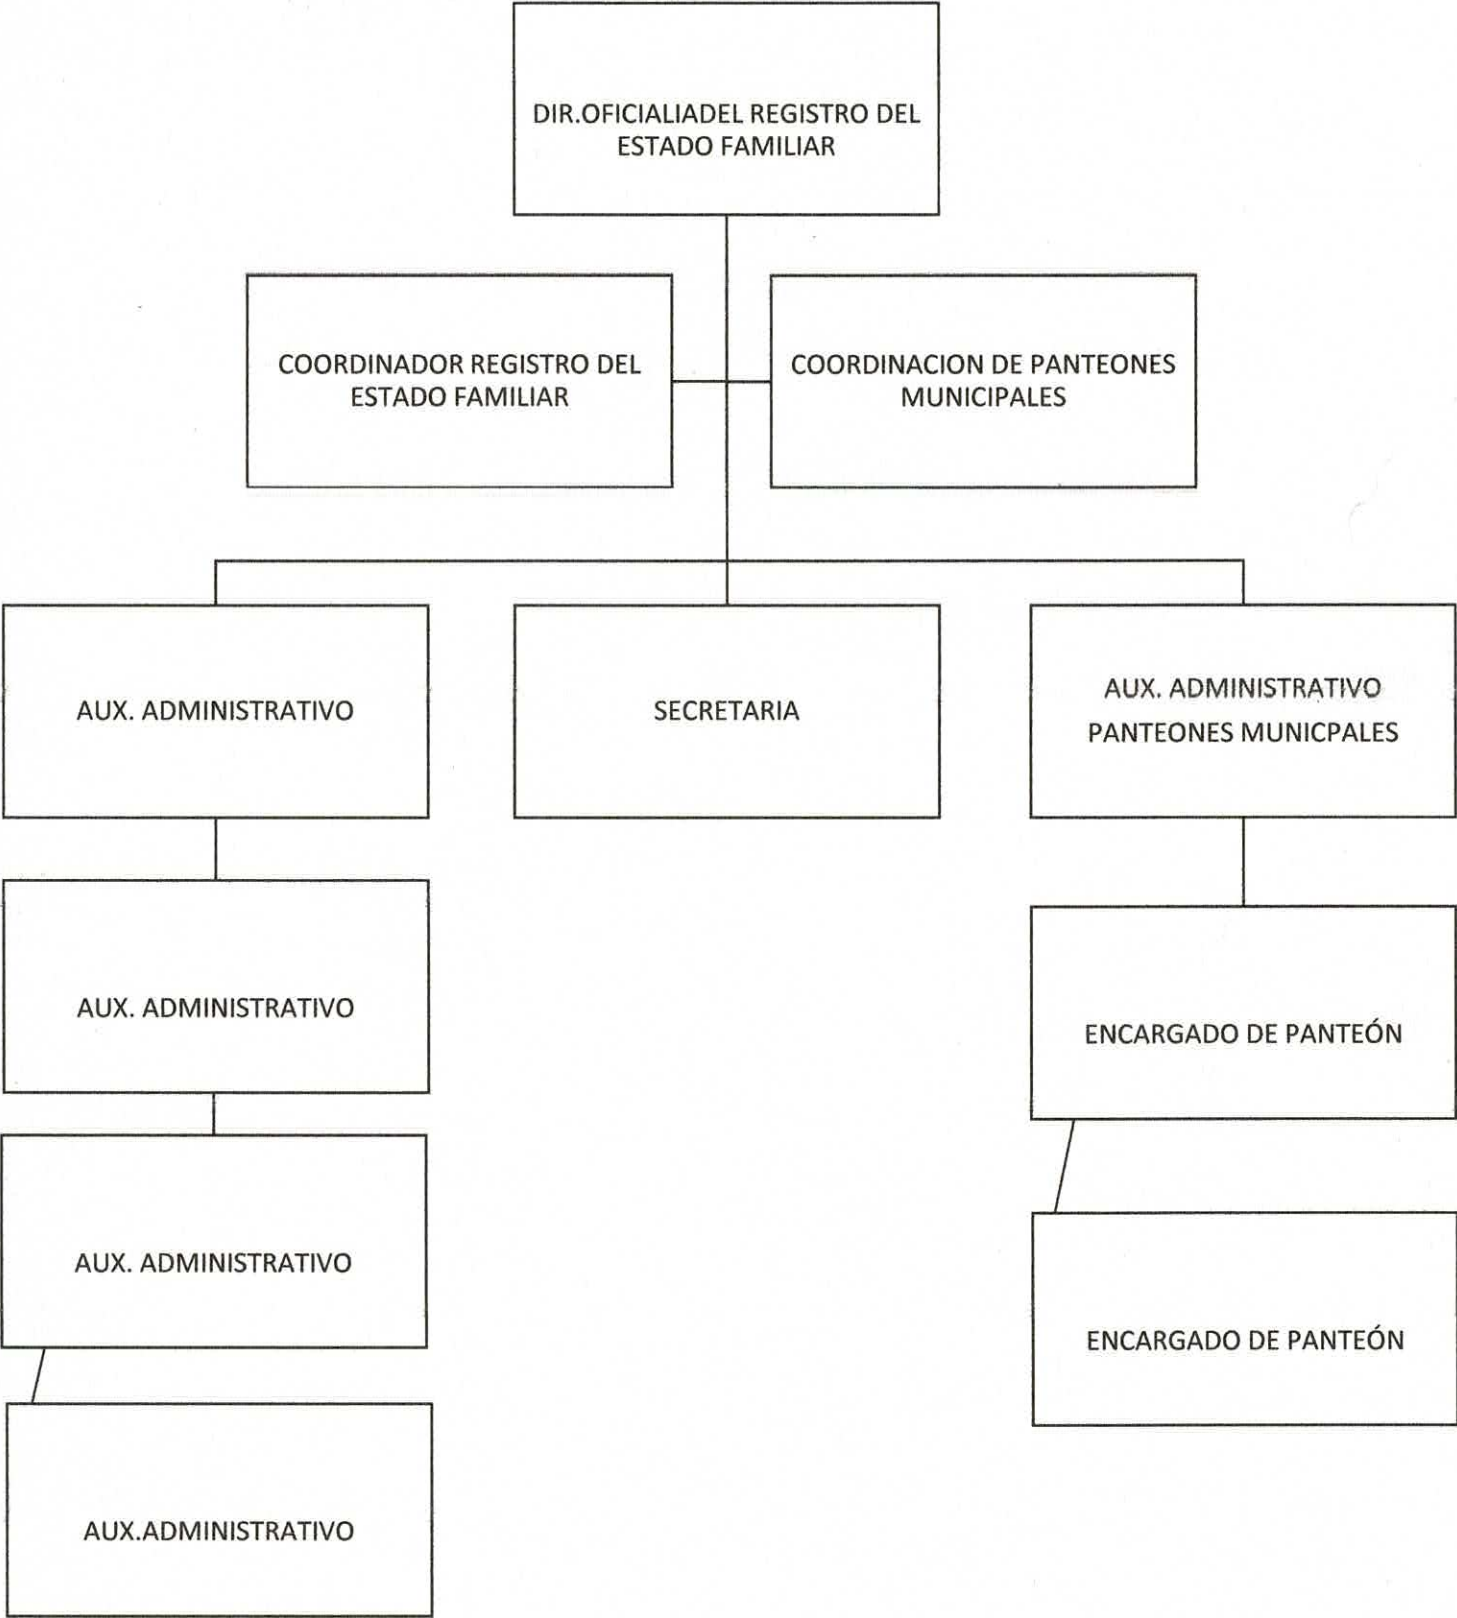 DIR.OFICIALIADEL REGISTRO DEL
ESTADO FAMILIAR
COORDINADOR REGISTRO DEL
ESTADO FAMILIAR
COORDINACION DE PANTEONES
MUNICIPALES
AUX. ADMINISTRATIVO
SECRETARIA
AUX. ADMINISTRATIVO
PANTEONES MUNICPALES
AUX. ADMINISTRATIVO
ENCARGADO DE PANTEÓN
AUX. ADMINISTRATIVO
ENCARGADO DE PANTEÓN
AUX.ADMINISTRATIVO